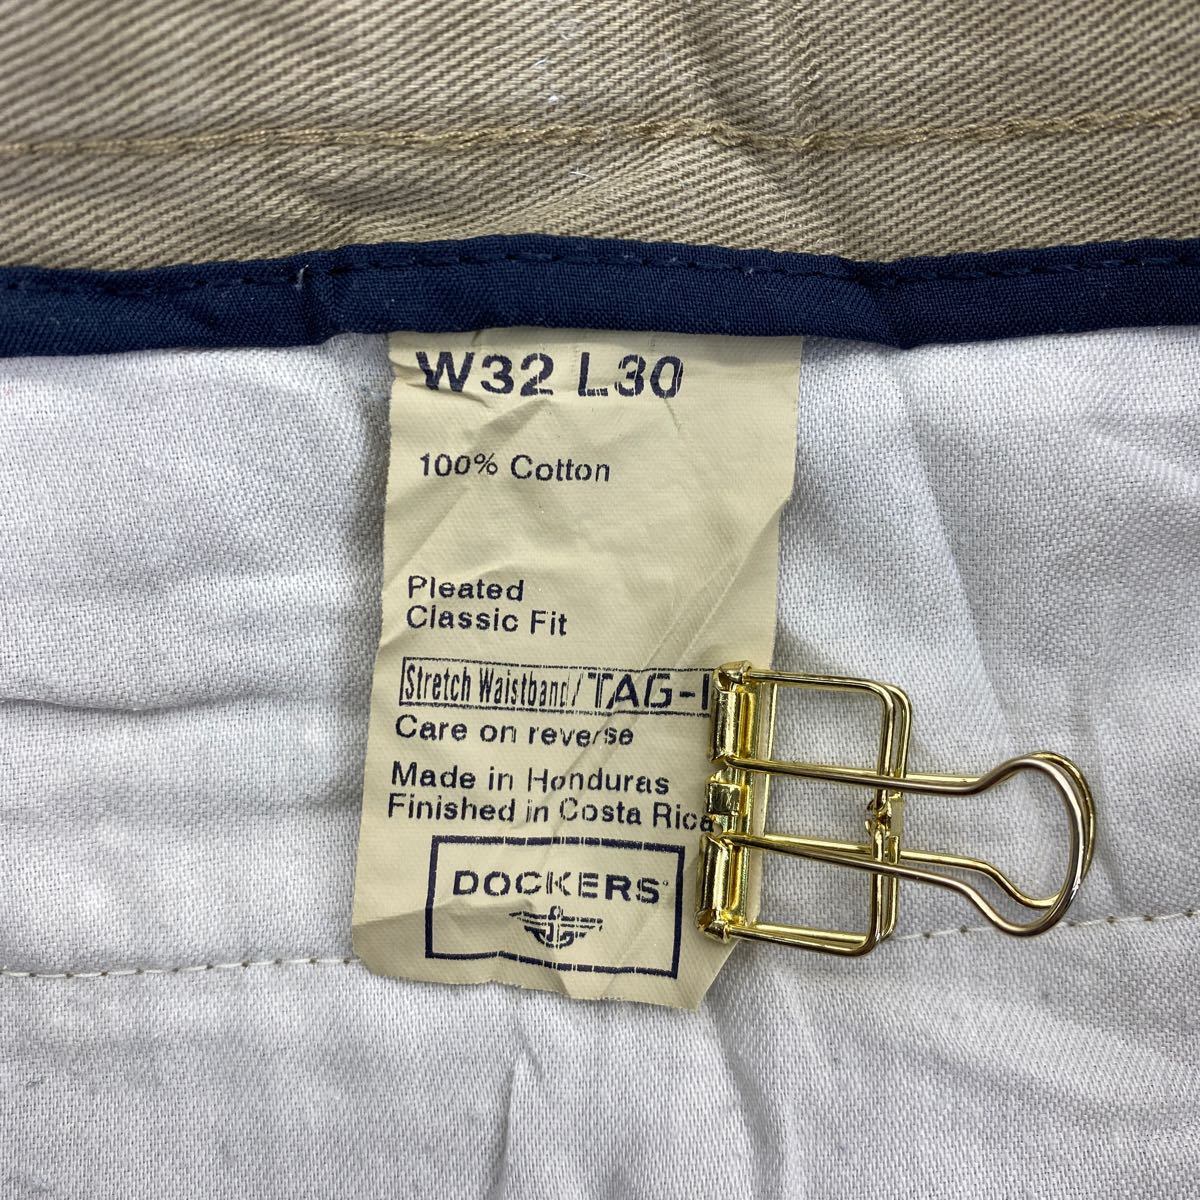 W32 L30
100% Cotton
Pleated
Classic Fit
Stretch Waistband/TAG-
Care on reverse
Made in Honduras
Finished in Costa Rica
DOCKERS